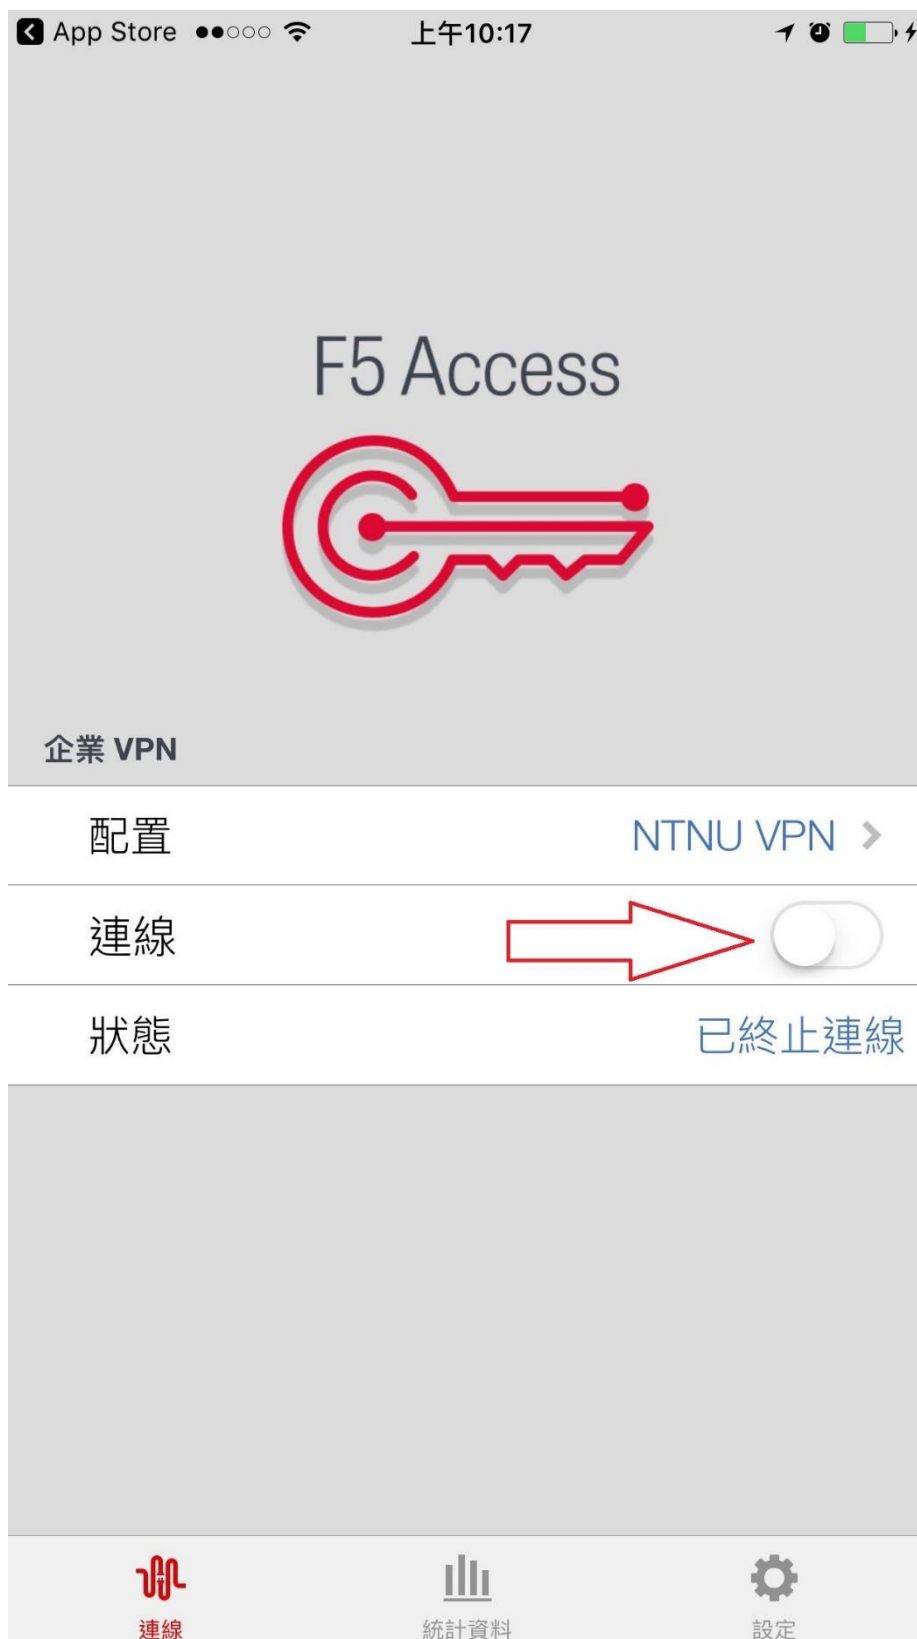 App Store 上午10:17
F5 Access
企業 VPN
配置 NTNU VPN
連線
狀態 已終止連線
連線 統計資料 設定